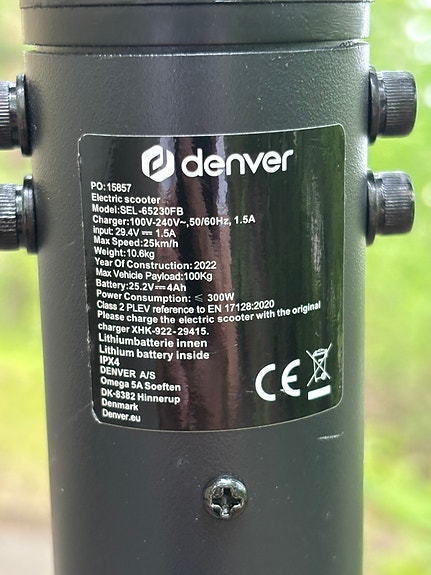 denver
PO:15857
Electric scooter
Model:SEL-65230FB
Charger:100V-240V~,50/60Hz, 1.5A
input: 29.4V⎓ 1.5A
Max Speed:25km/h
Weight:10.6kg
Year Of Construction:2022
Max Vehicle Payload:100Kg
Battery:25.2V⎓4Ah
Power Consumption: ≤ 300W
Class 2 PLEV reference to EN 17128:2020
Please charge the electric scooter with the original
charger XHK-922-29415.
Lithiumbatterie innen
Lithium battery inside
IPX4
DENVER A/S
Omega 5A Soeften
DK-8382 Hinnerup
Denmark
Denver.eu
CE